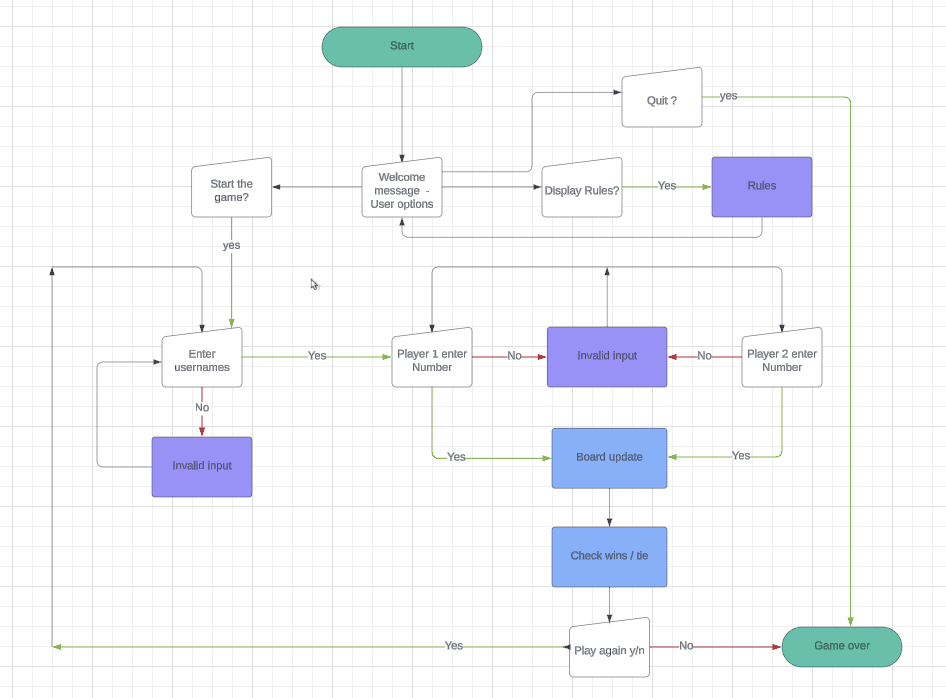 Start
Quit ?
yes
Start the
game?
Welcome
message -
User options
Display Rules?
Yes
Rules
yes
Enter
usernames
Yes
Player 1 enter
Number
No
Invalid input
No
Player 2 enter
Number
No
Invalid input
Yes
Board update
Yes
Check wins / tie
Yes
Play again y/n
No
Game over